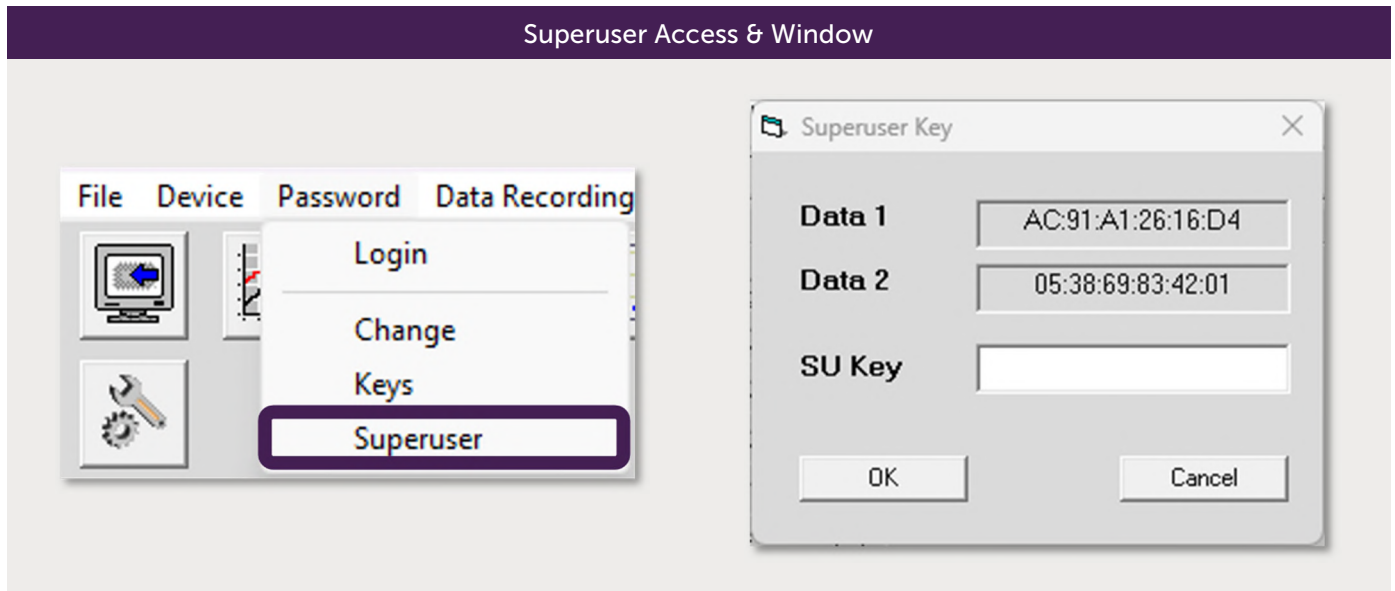 Superuser Access & Window
File Device Password Data Recording
Login
Change
Keys
Superuser
Superuser Key
Data 1 AC:91:A1:26:16:D4
Data 2 05:38:69:83:42:01
SU Key
OK Cancel